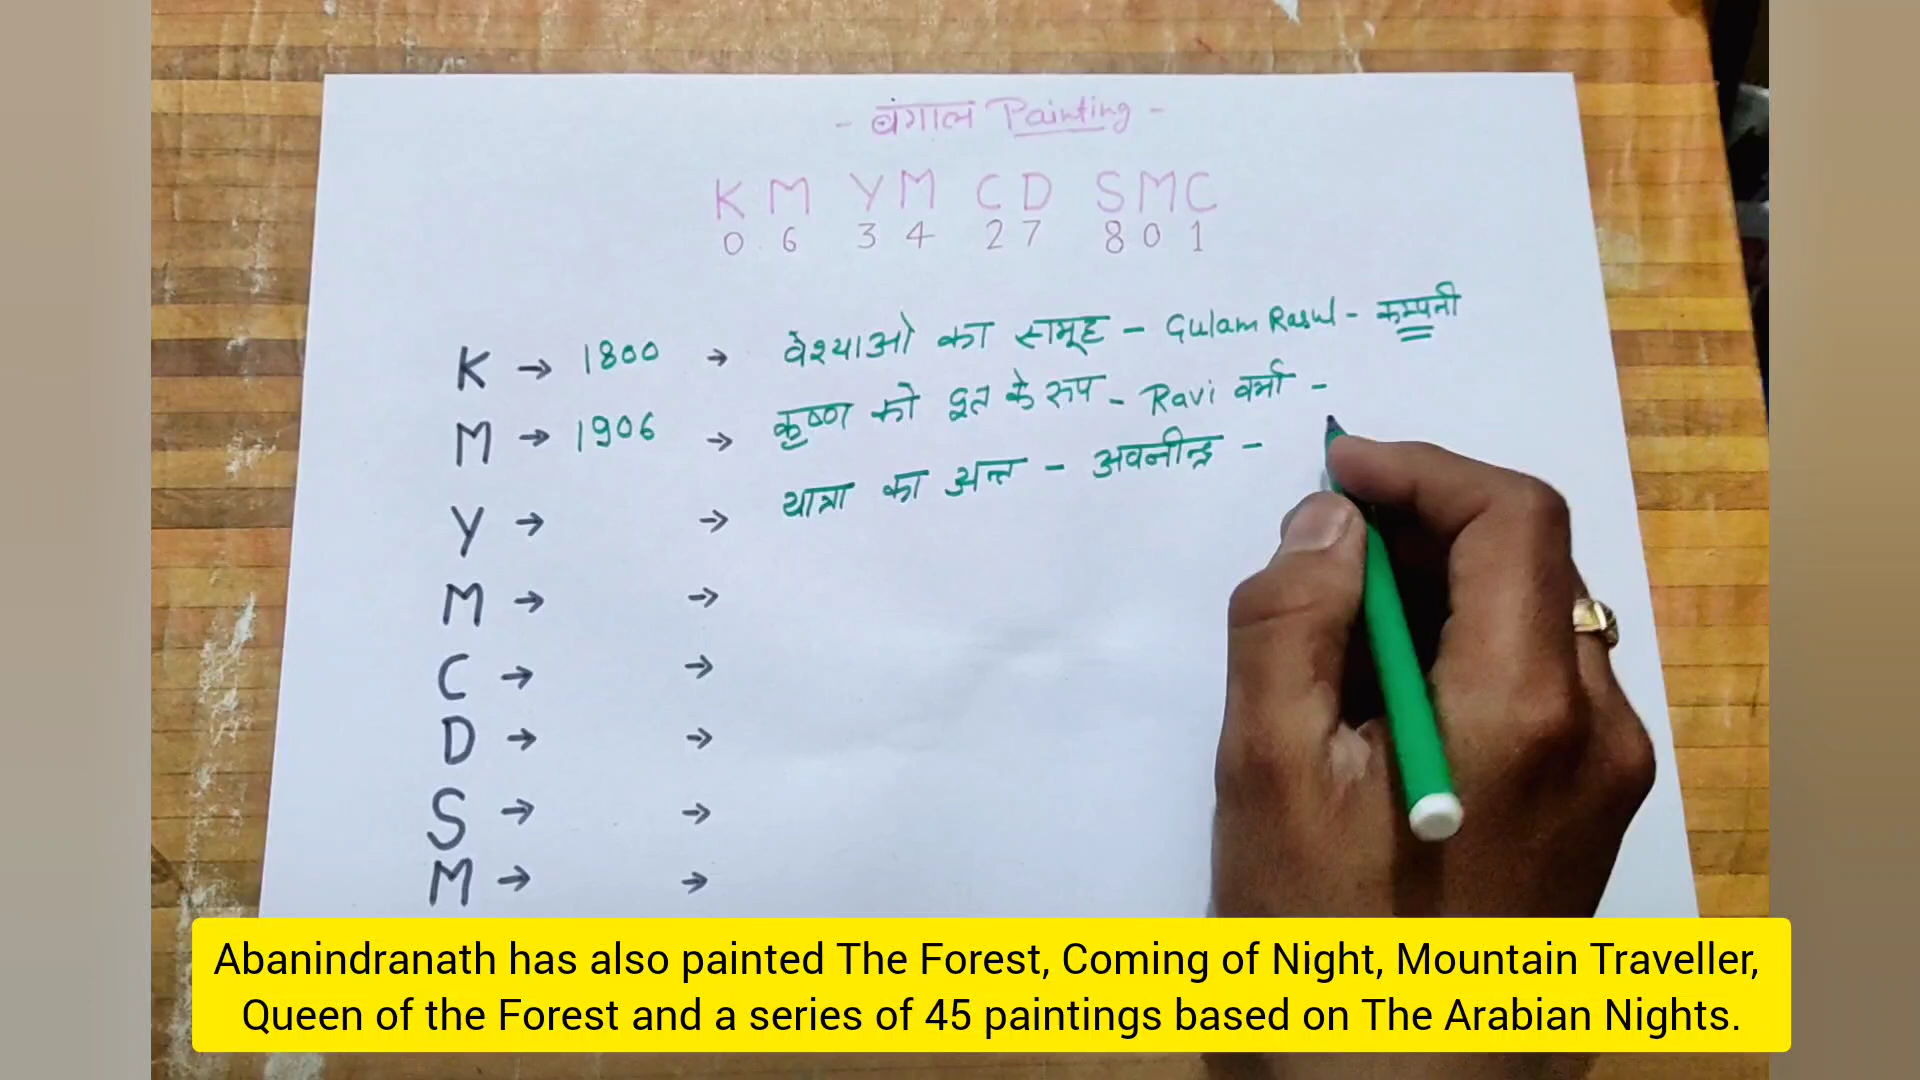 - बंगाल Painting -
K M Y M C D S M C
0 6 3 4 2 7 8 0 1
K → 1800 → वेश्याओ का समूह - Gulam Rasul - कम्पनी
M → 1906 → कृष्ण को दूत के रुप - Ravi वर्मा -
Y → → यात्रा का अन्त - अवनीन्द्र -
M → →
C → →
D → →
S → →
M → →
Abanindranath has also painted The Forest, Coming of Night, Mountain Traveller,
Queen of the Forest and a series of 45 paintings based on The Arabian Nights.